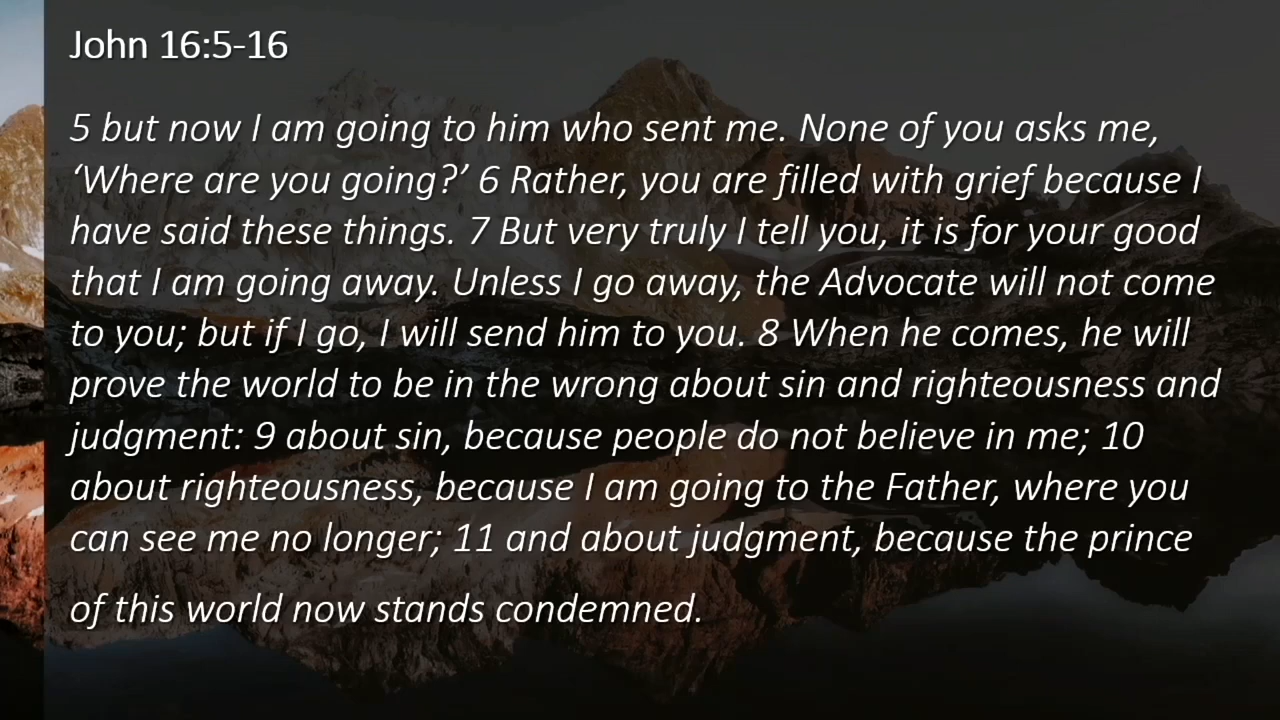 John 16:5-16
5 but now I am going to him who sent me. None of you asks me,
‘Where are you going?’ 6 Rather, you are filled with grief because I
have said these things. 7 But very truly I tell you, it is for your good
that I am going away. Unless I go away, the Advocate will not come
to you; but if I go, I will send him to you. 8 When he comes, he will
prove the world to be in the wrong about sin and righteousness and
judgment: 9 about sin, because people do not believe in me; 10
about righteousness, because I am going to the Father, where you
can see me no longer; 11 and about judgment, because the prince
of this world now stands condemned.